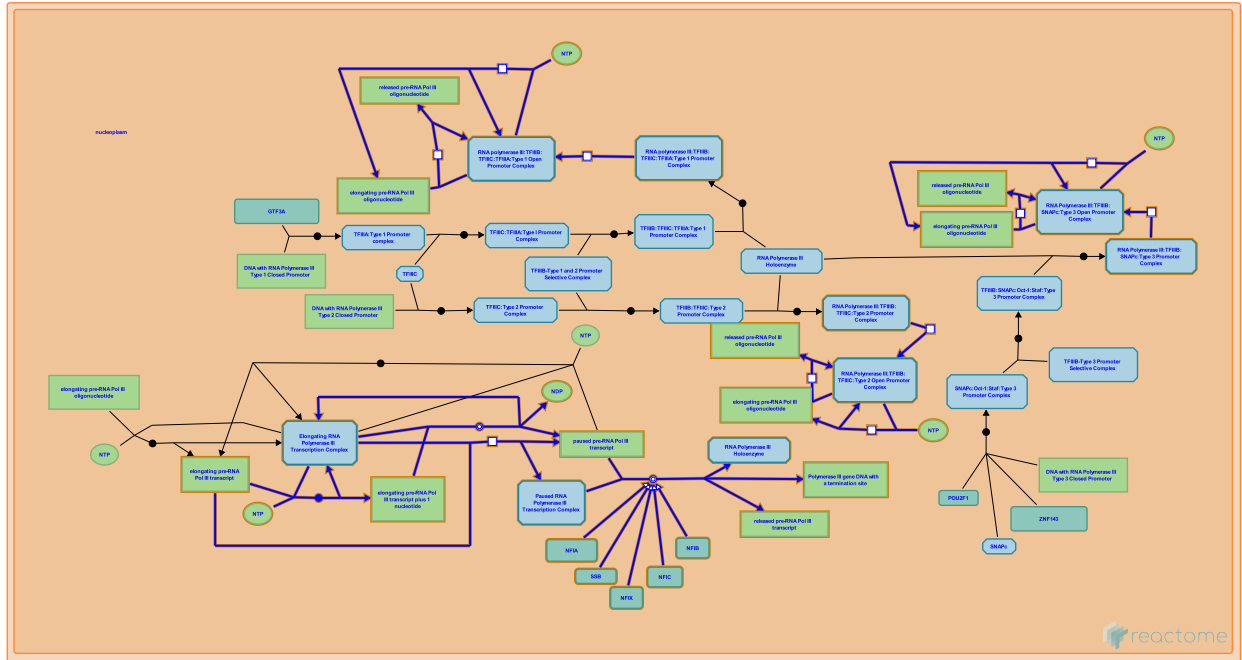 NTP
released pre-RNA Pol III
oligonucleotide
nucleoplasm
RNA polymerase III:TFIIIB:
TFIIIC:TFIIIA:Type 1 Open
Promoter Complex
RNA polymerase III:TFIIIB:
TFIIIC:TFIIIA:Type 1 Promoter
Complex
NTP
elongating pre-RNA Pol III
oligonucleotide
released pre-RNA Pol III
oligonucleotide
RNA Polymerase III:TFIIIB:
SNAPc:Type 3 Open Promoter
Complex
elongating pre-RNA Pol III
oligonucleotide
GTF3A
TFIIIA:Type 1 Promoter
complex
TFIIIC:TFIIIA:Type I Promoter
Complex
TFIIIB:TFIIIC:TFIIIA:Type 1
Promoter Complex
RNA Polymerase III:TFIIIB:
SNAPc:Type 3 Promoter
Complex
DNA with RNA Polymerase III
Type 1 Closed Promoter
TFIIIC
TFIIIB-Type 1 and 2 Promoter
Selective Complex
RNA Polymerase III
Holoenzyme
TFIIIB:SNAPc:Oct-1:Staf:Type
3 Promoter Complex
DNA with RNA Polymerase III
Type 2 Closed Promoter
TFIIIC:Type 2 Promoter
Complex
TFIIIB:TFIIIC:Type 2
Promoter Complex
RNA Polymerase III:TFIIIB:
TFIIIC:Type 2 Promoter
Complex
NTP
released pre-RNA Pol III
oligonucleotide
TFIIIB-Type 3 Promoter
Selective Complex
elongating pre-RNA Pol III
oligonucleotide
NDP
RNA Polymerase III:TFIIIB:
TFIIIC:Type 2 Open Promoter
Complex
SNAPc:Oct-1:Staf:Type 3
Promoter Complex
elongating pre-RNA Pol III
oligonucleotide
NTP
NTP
Elongating RNA
Polymerase III
Transcription Complex
paused pre-RNA Pol III
transcript
RNA Polymerase III
Holoenzyme
elongating pre-RNA
Pol III transcript
elongating pre-RNA Pol
III transcript plus 1
nucleotide
Paused RNA
Polymerase III
Transcription Complex
Polymerase III gene DNA with
a termination site
DNA with RNA Polymerase III
Type 3 Closed Promoter
POU2F1
NTP
released pre-RNA Pol III
transcript
ZNF143
NFIA
NFIB
SNAPc
SSB
NFIC
NFIX
reactome